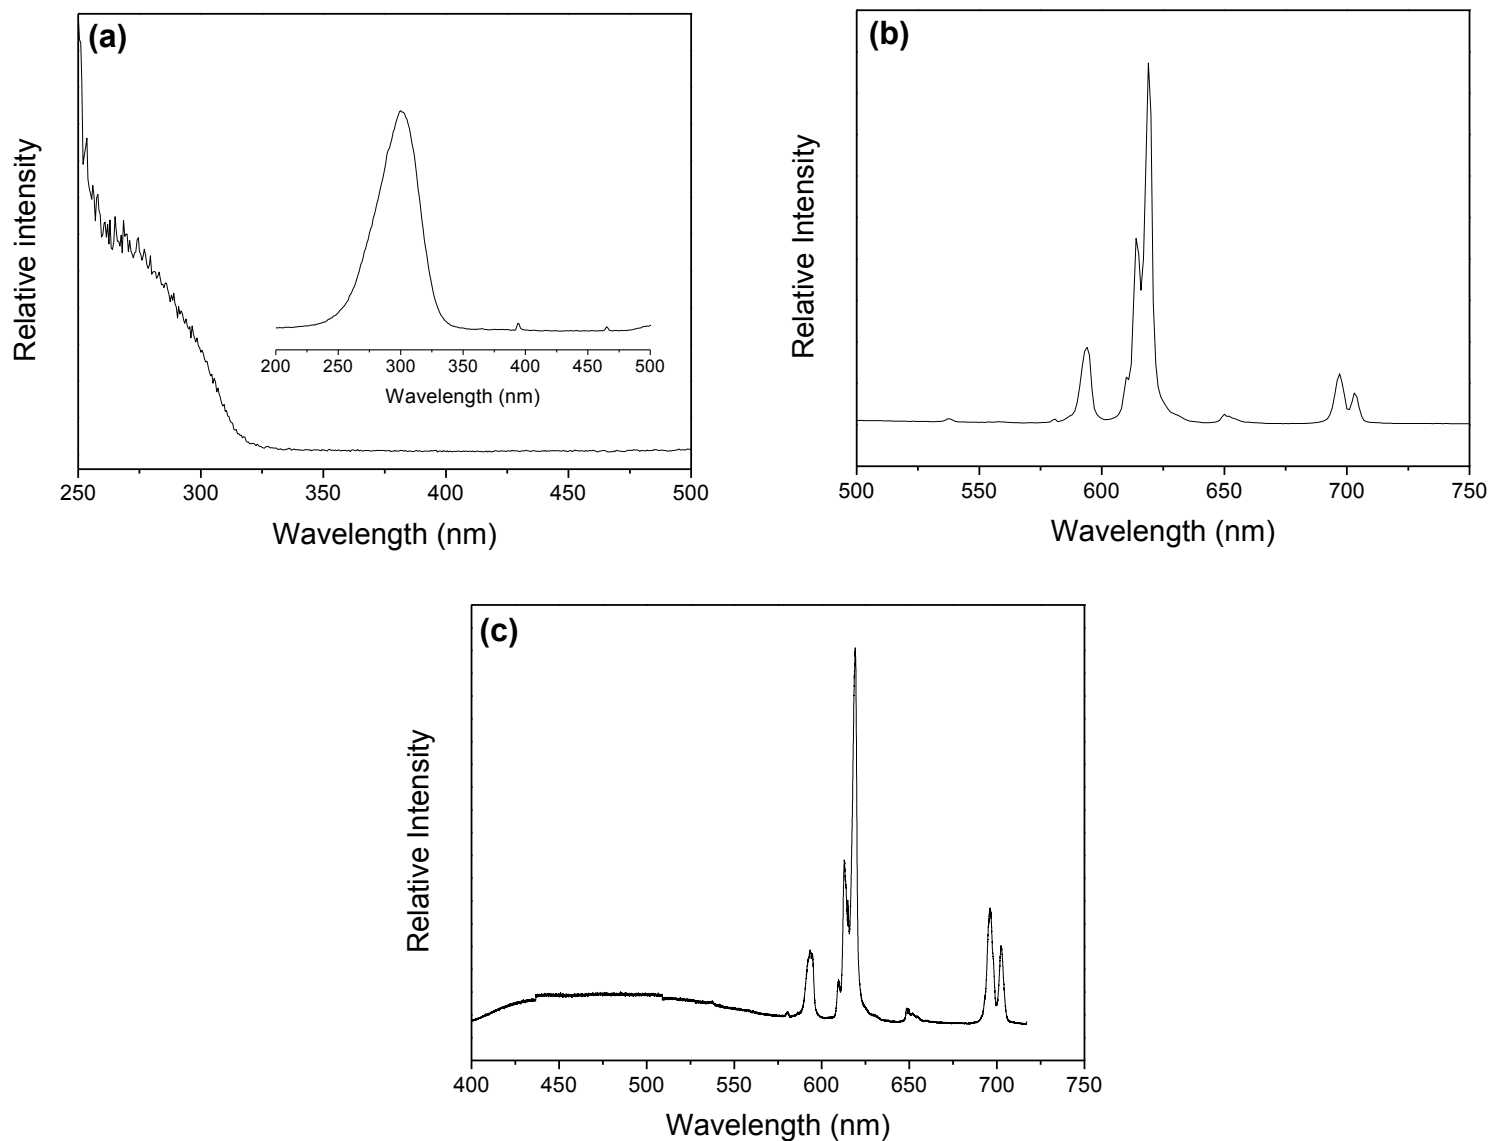 (a)
Relative intensity
200 250 300 350 400 450 500
Wavelength (nm)
250 300 350 400 450 500
Wavelength (nm)
(b)
Relative Intensity
500 550 600 650 700 750
Wavelength (nm)
(c)
Relative Intensity
400 450 500 550 600 650 700 750
Wavelength (nm)